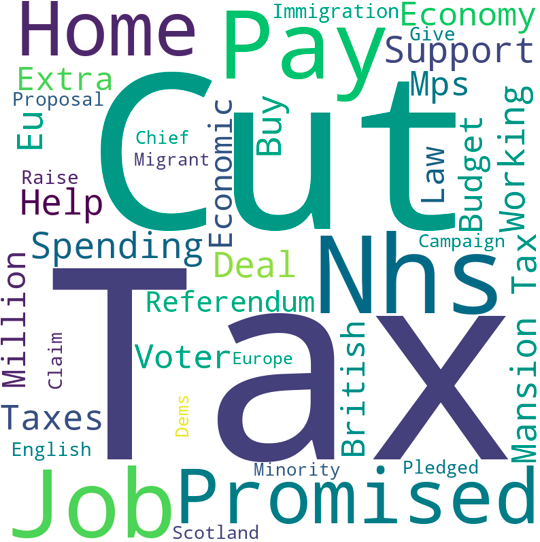 Home
Pay
Immigration
Economy
Give
Support
Extra
Mps
Proposal
Eu
Cut
Chief
Migrant
Economic
Buy
Law
Budget
Working
Raise
Help
Spending
Deal
Nhs
Campaign
Tax
Million
Tax
Referendum
Claim
Voter
Europe
British
Mansion Tax
Taxes
Dems
English
Job
Promised
Minority
Pledged
Scotland